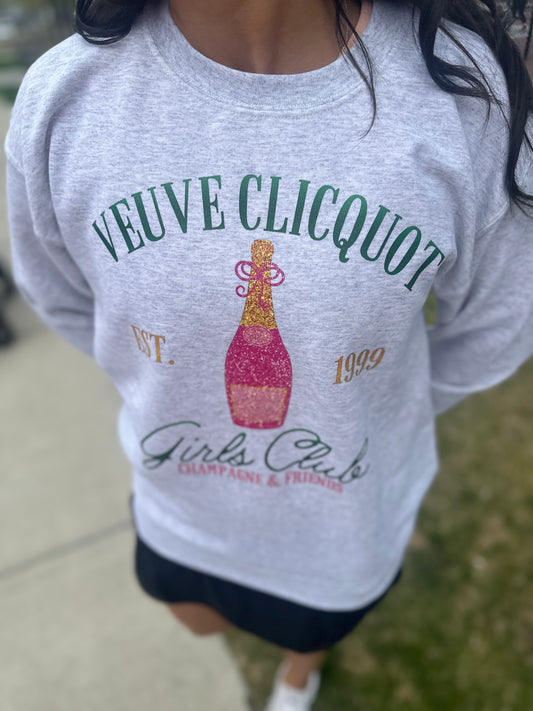 VEUVE CLICQUOT
EST. 1999
Girls Club
CHAMPAGNE & FRIENDS